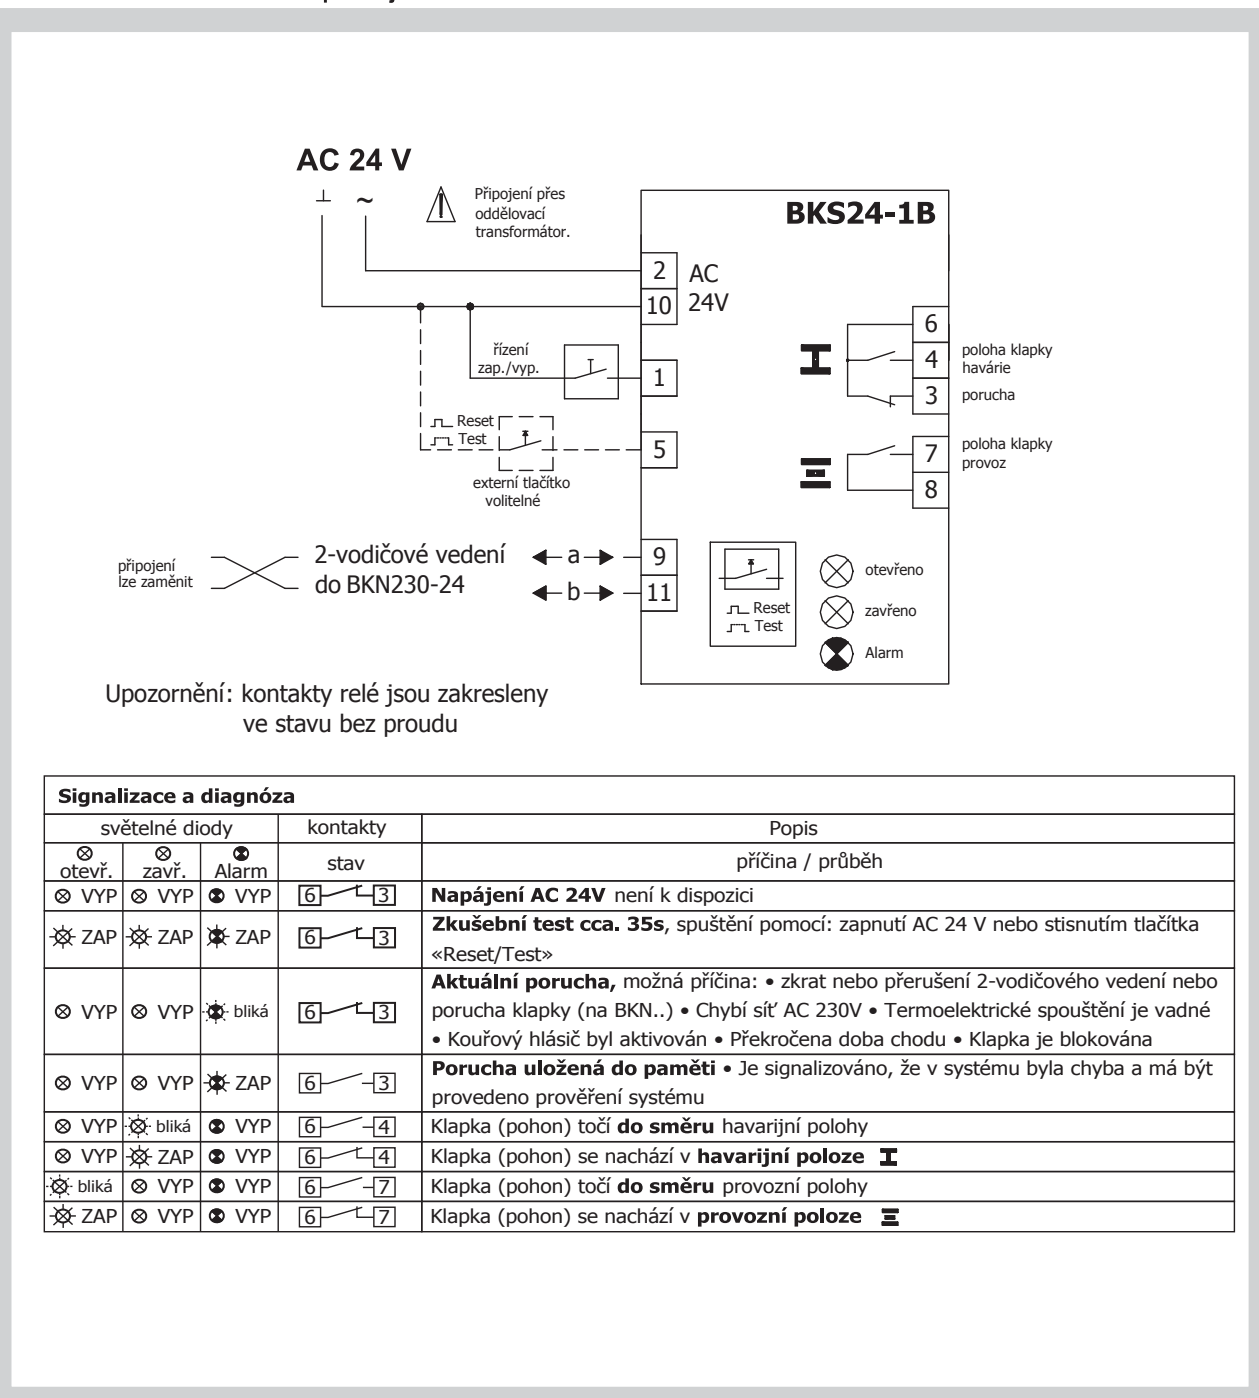 AC 24 V
⊥ ~
Připojení přes
oddělovací
transformátor.
BKS24-1B
2
AC
10
24V
řízení
zap./vyp.
1
Reset
Test
5
externí tlačítko
volitelné
6
4
poloha klapky
havárie
3
porucha
7
poloha klapky
provoz
8
připojení
lze zaměnit
2-vodičové vedení
do BKN230-24
a
b
9
11
Reset
Test
otevřeno
zavřeno
Alarm
Upozornění: kontakty relé jsou zakresleny
ve stavu bez proudu
Signalizace a diagnóza
světelné diody kontakty Popis
otevř. zavř. Alarm stav příčina / průběh
VYP VYP VYP 6 3 Napájení AC 24V není k dispozici
ZAP ZAP ZAP 6 3 Zkušební test cca. 35s, spuštění pomocí: zapnutí AC 24 V nebo stisnutím tlačítka
«Reset/Test»
VYP VYP bliká 6 3 Aktuální porucha, možná příčina: • zkrat nebo přerušení 2-vodičového vedení nebo
porucha klapky (na BKN..) • Chybí síť AC 230V • Termoelektrické spouštění je vadné
• Kouřový hlásič byl aktivován • Překročena doba chodu • Klapka je blokována
VYP VYP ZAP 6 3 Porucha uložená do paměti • Je signalizováno, že v systému byla chyba a má být
provedeno prověření systému
VYP bliká VYP 6 4 Klapka (pohon) točí do směru havarijní polohy
VYP ZAP VYP 6 4 Klapka (pohon) se nachází v havarijní poloze
bliká VYP VYP 6 7 Klapka (pohon) točí do směru provozní polohy
ZAP VYP VYP 6 7 Klapka (pohon) se nachází v provozní poloze